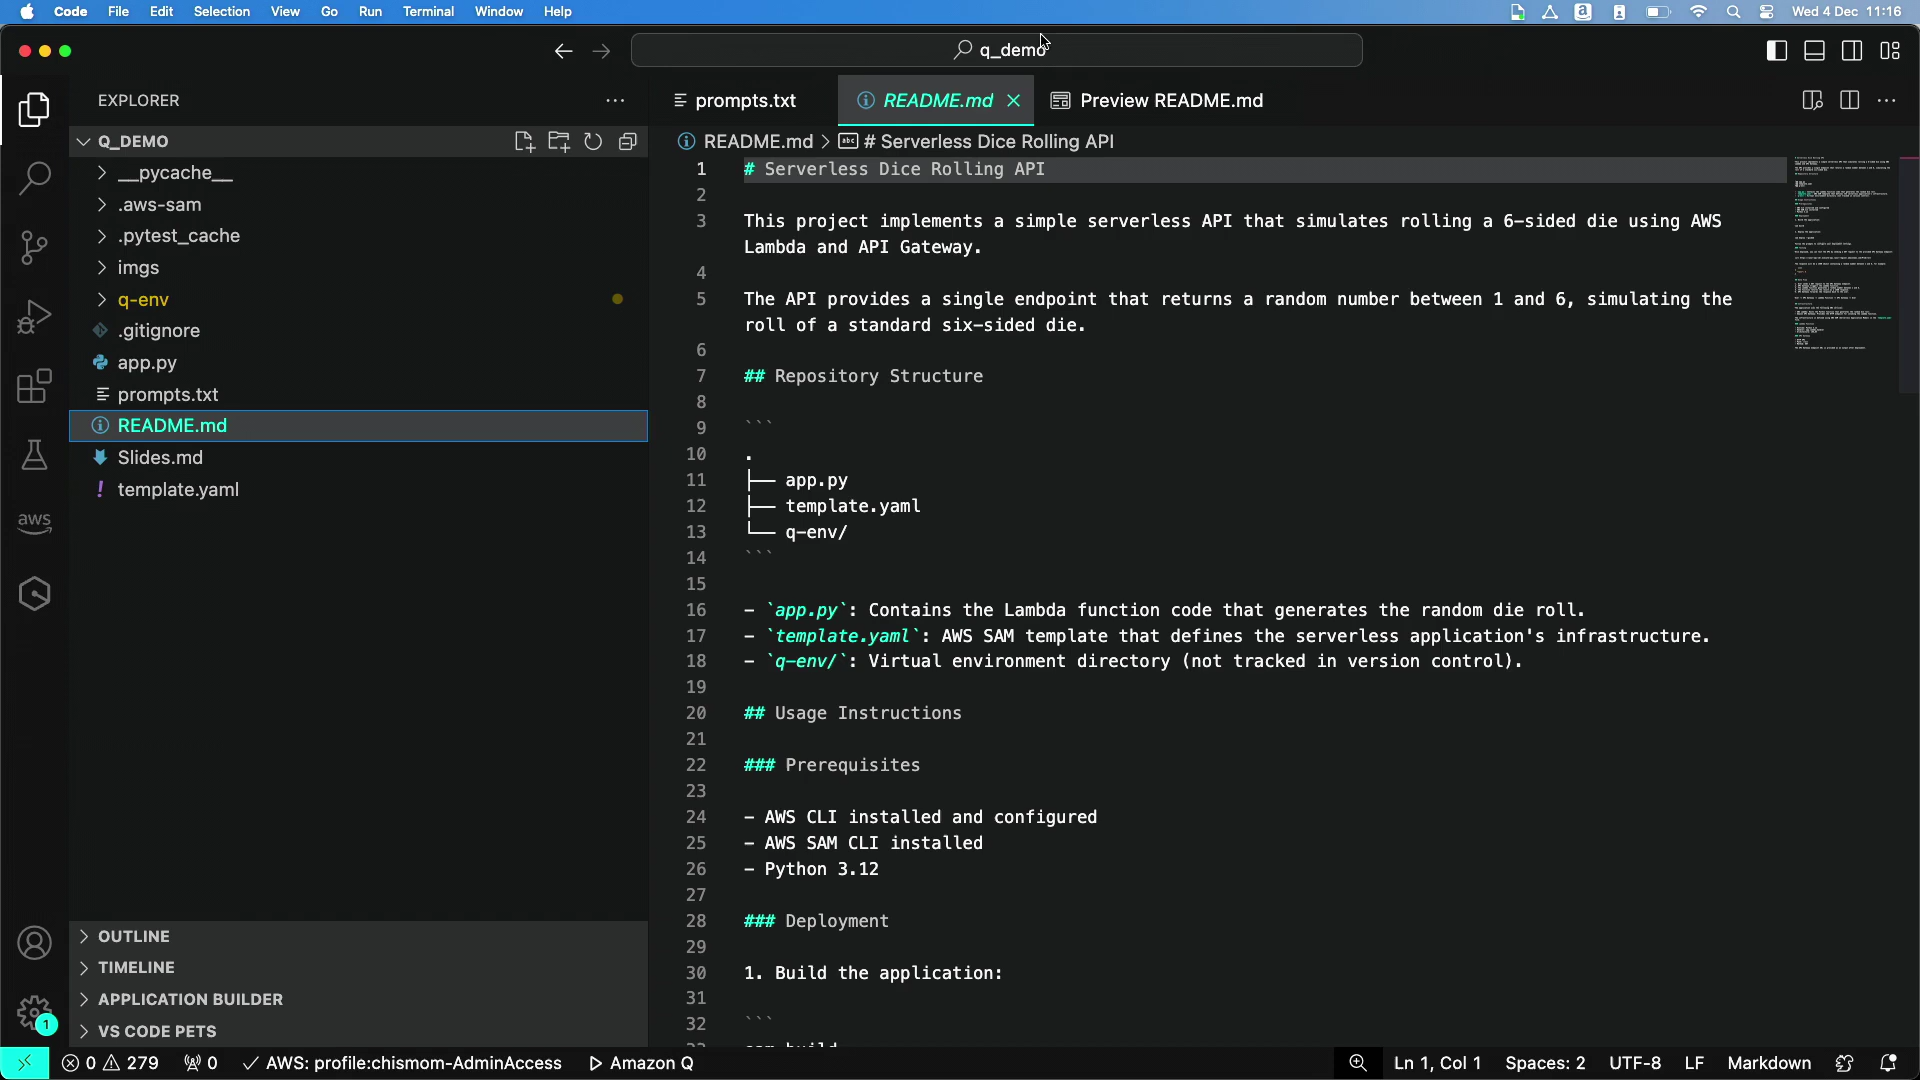 Code File Edit Selection View Go Run Terminal Window Help
Wed 4 Dec 11:16
q_demo
EXPLORER
Q_DEMO
__pycache__
.aws-sam
.pytest_cache
imgs
q-env
.gitignore
app.py
prompts.txt
README.md
Slides.md
template.yaml
aws
OUTLINE
TIMELINE
APPLICATION BUILDER
VS CODE PETS
1
prompts.txt
README.md
Preview README.md
README.md > # Serverless Dice Rolling API
1 # Serverless Dice Rolling API
2
3 This project implements a simple serverless API that simulates rolling a 6-sided die using AWS
Lambda and API Gateway.
4
5 The API provides a single endpoint that returns a random number between 1 and 6, simulating the
roll of a standard six-sided die.
6
7 ## Repository Structure
8
9 ```
10 .
11 ├── app.py
12 ├── template.yaml
13 └── q-env/
14 ```
15
16 - `app.py`: Contains the Lambda function code that generates the random die roll.
17 - `template.yaml`: AWS SAM template that defines the serverless application's infrastructure.
18 - `q-env/`: Virtual environment directory (not tracked in version control).
19
20 ## Usage Instructions
21
22 ### Prerequisites
23
24 - AWS CLI installed and configured
25 - AWS SAM CLI installed
26 - Python 3.12
27
28 ### Deployment
29
30 1. Build the application:
31
32 ```
0 279 0 AWS: profile:chismom-AdminAccess Amazon Q
Ln 1, Col 1 Spaces: 2 UTF-8 LF Markdown